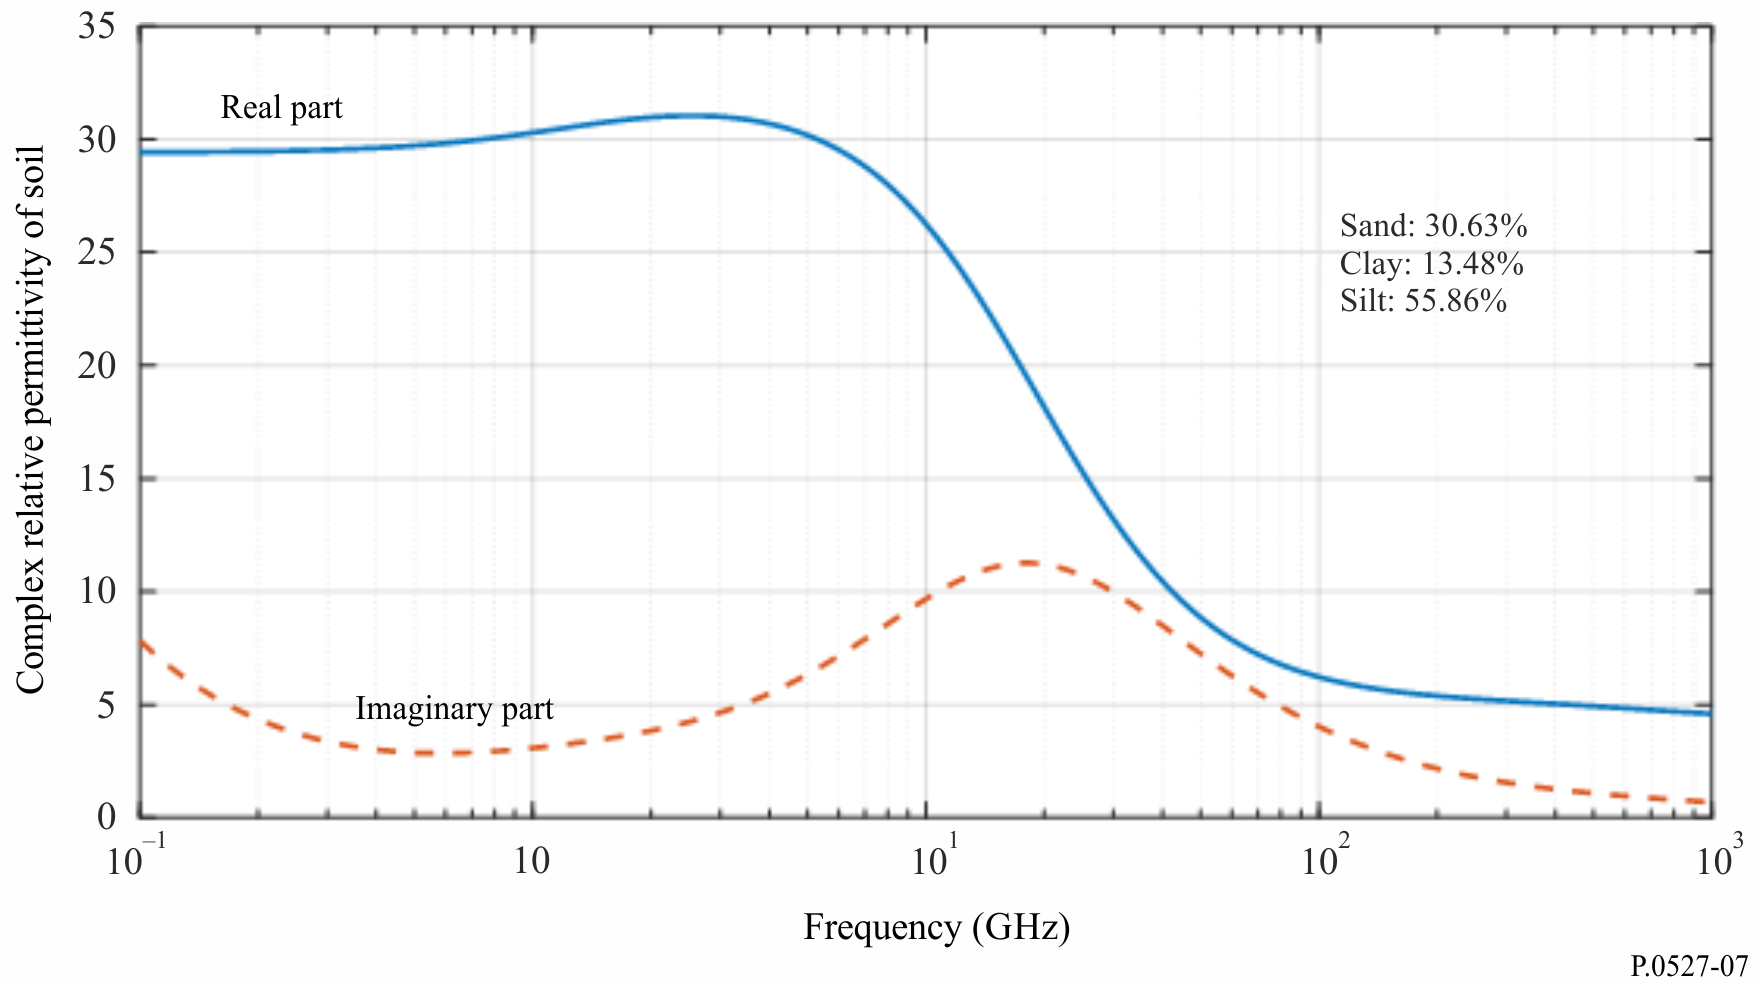 35
Real part
30
Sand: 30.63%
25
Clay: 13.48%
Silt: 55.86%
20
15
10
Imaginary part
5
0
Complex relative permittivity of soil
10⁻¹ 10 10¹ 10² 10³
Frequency (GHz)
P.0527-07